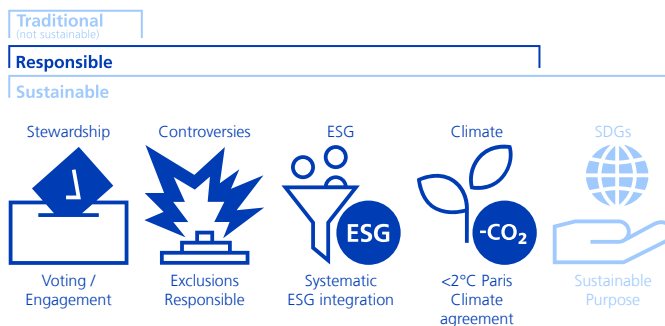 Traditional
(not sustainable)
Responsible
Sustainable
Stewardship
Controversies
ESG
Climate
SDGs
ESG
-CO₂
Voting /
Engagement
Exclusions
Responsible
Systematic
ESG integration
<2°C Paris
Climate
agreement
Sustainable
Purpose